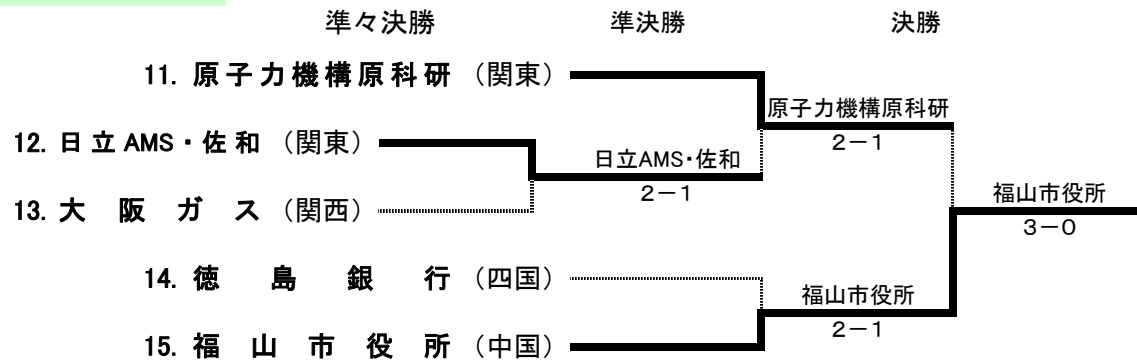 準々決勝 準決勝 決勝
11. 原子力機構原科研 (関東)
原子力機構原科研
12. 日立AMS・佐和 (関東)
2-1
日立AMS・佐和
2-1
13. 大阪ガス (関西)
福山市役所
3-0
14. 徳島銀行 (四国)
福山市役所
2-1
15. 福山市役所 (中国)